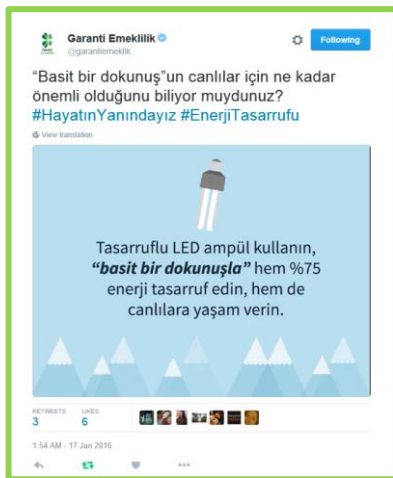 Garanti Emeklilik
@garantiemeklilik
Following
“Basit bir dokunuş”un canlılar için ne kadar
önemli olduğunu biliyor muydunuz?
#HayatınYanındayız #EnerjiTasarrufu
View translation
Tasarruflu LED ampül kullanın,
“basit bir dokunuşla” hem %75
enerji tasarruf edin, hem de
canlılara yaşam verin.
RETWEETS LIKES
3 6
1:54 AM - 17 Jan 2016